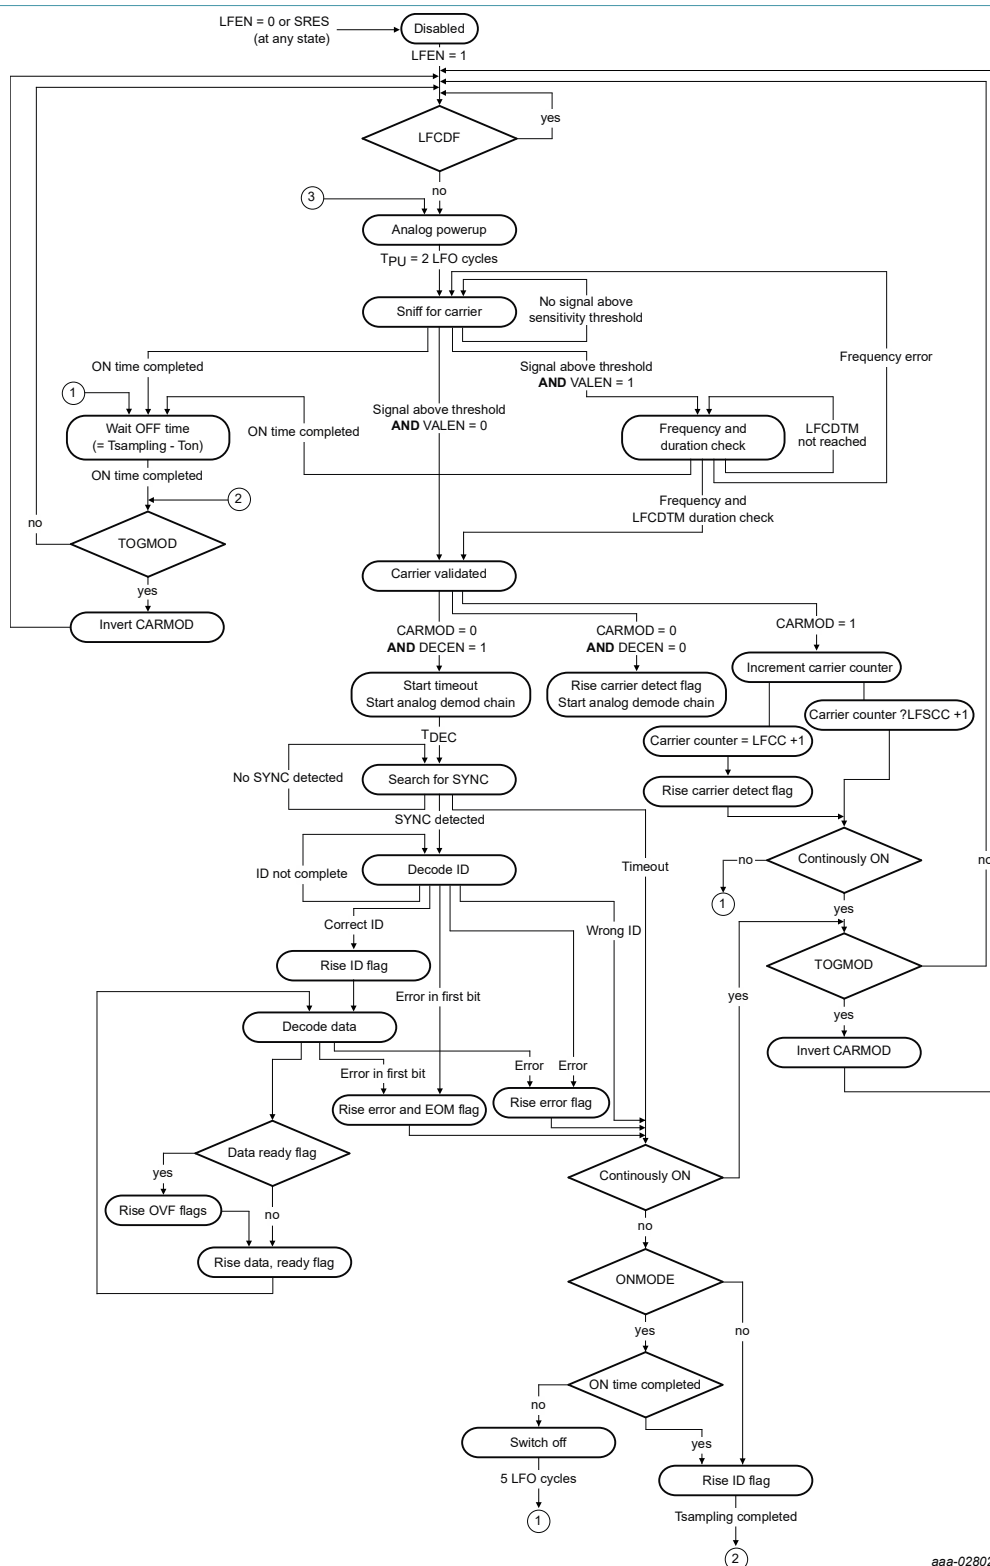 LFEN = 0 or SRES
(at any state)
Disabled
LFEN = 1
yes
LFCDF
no
3
Analog powerup
TPU = 2 LFO cycles
No signal above
sensitivity threshold
Sniff for carrier
Frequency error
ON time completed
Signal above threshold
AND VALEN = 1
1
Signal above threshold
AND VALEN = 0
Wait OFF time
(= Tsampling - Ton)
ON time completed
Frequency and
duration check
LFCDTM
not reached
ON time completed
2
Frequency and
LFCDTM duration check
no
TOGMOD
yes
Carrier validated
Invert CARMOD
CARMOD = 0
AND DECEN = 1
CARMOD = 0
AND DECEN = 0
CARMOD = 1
Increment carrier counter
Start timeout
Start analog demod chain
Rise carrier detect flag
Start analog demode chain
Carrier counter ?LFSCC +1
TDEC
Carrier counter = LFCC +1
No SYNC detected
Search for SYNC
Rise carrier detect flag
SYNC detected
ID not complete
Decode ID
Timeout
no
Continously ON
no
1
yes
Correct ID
Wrong ID
Rise ID flag
TOGMOD
Error in first bit
yes
yes
Decode data
Invert CARMOD
Error in first bit
Error
Error
Rise error and EOM flag
Rise error flag
Data ready flag
yes
Continously ON
Rise OVF flags
no
no
Rise data, ready flag
ONMODE
yes
no
ON time completed
no
Switch off
yes
5 LFO cycles
Rise ID flag
1
Tsampling completed
2
aaa-02802